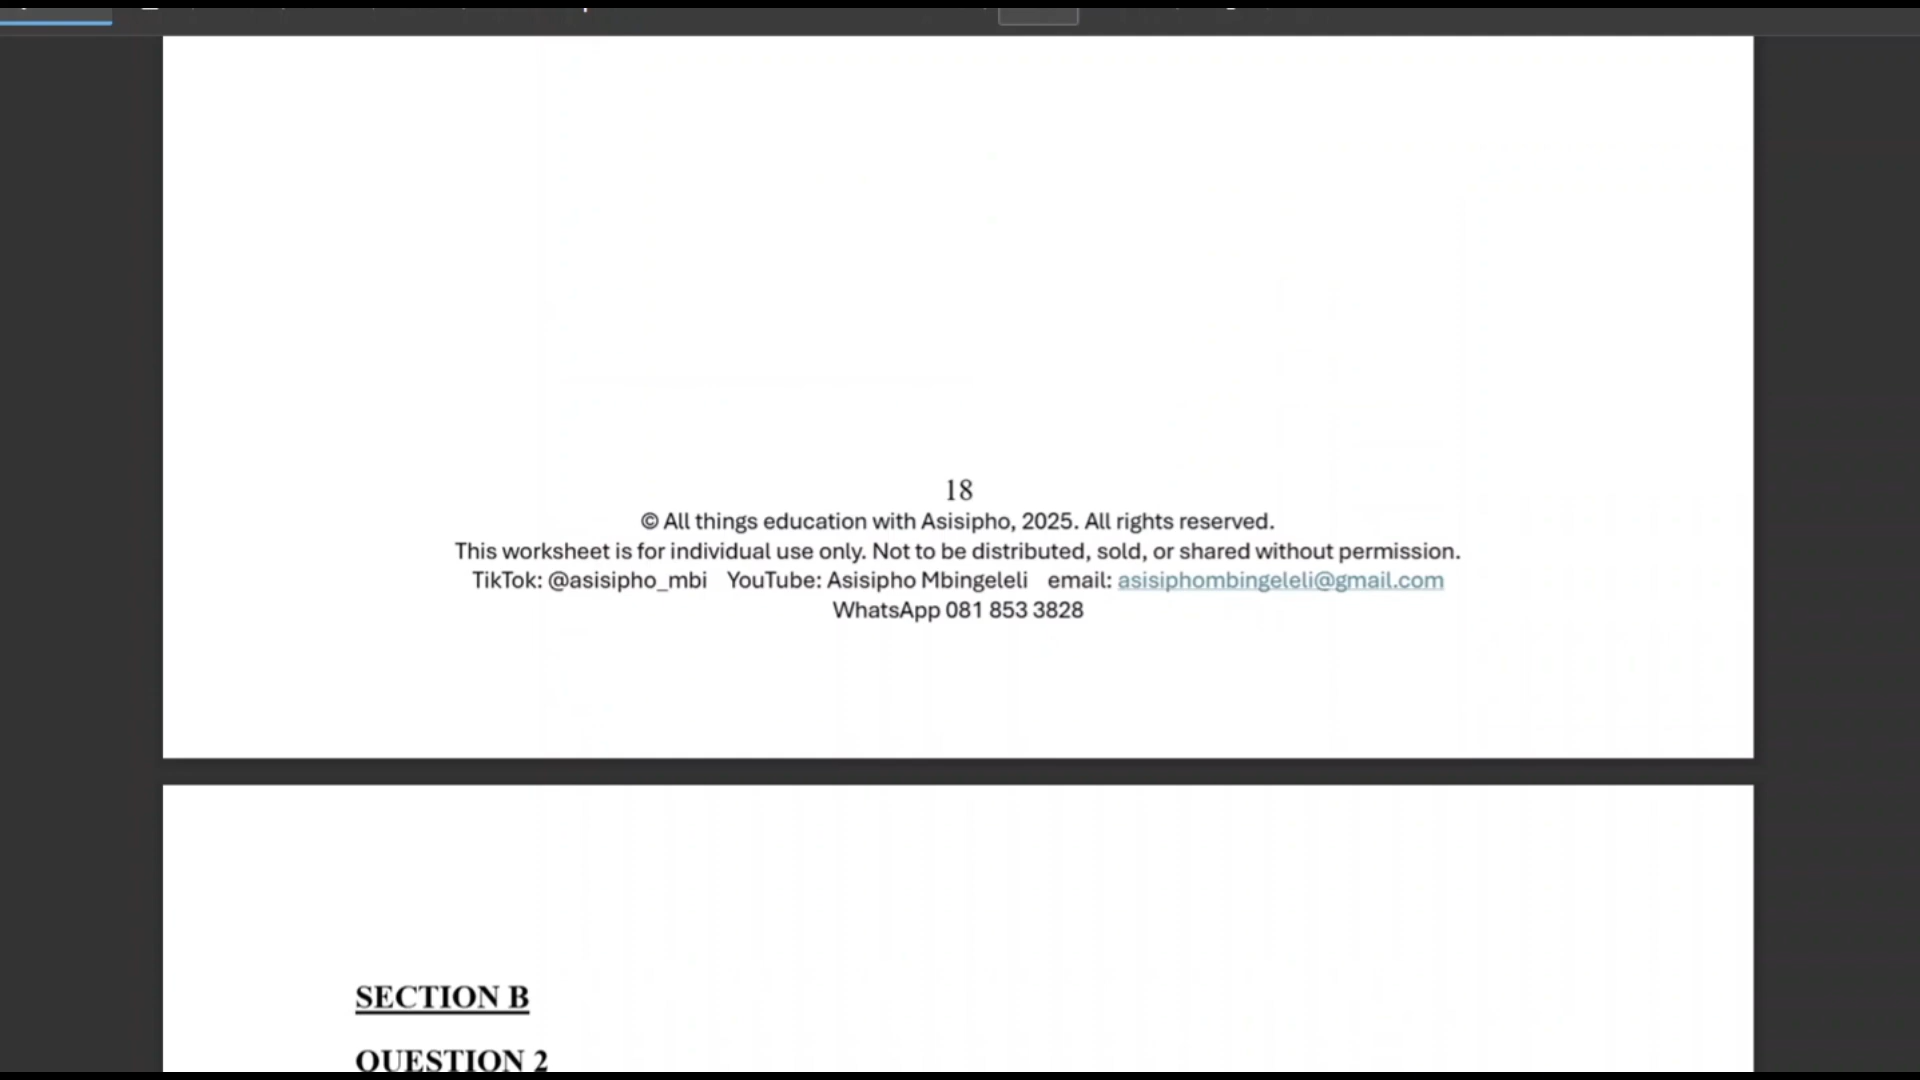 18
© All things education with Asisipho, 2025. All rights reserved.
This worksheet is for individual use only. Not to be distributed, sold, or shared without permission.
TikTok: @asisipho_mbi YouTube: Asisipho Mbingeleli email: asisiphombingeleli@gmail.com
WhatsApp 081 853 3828
SECTION B
QUESTION 2